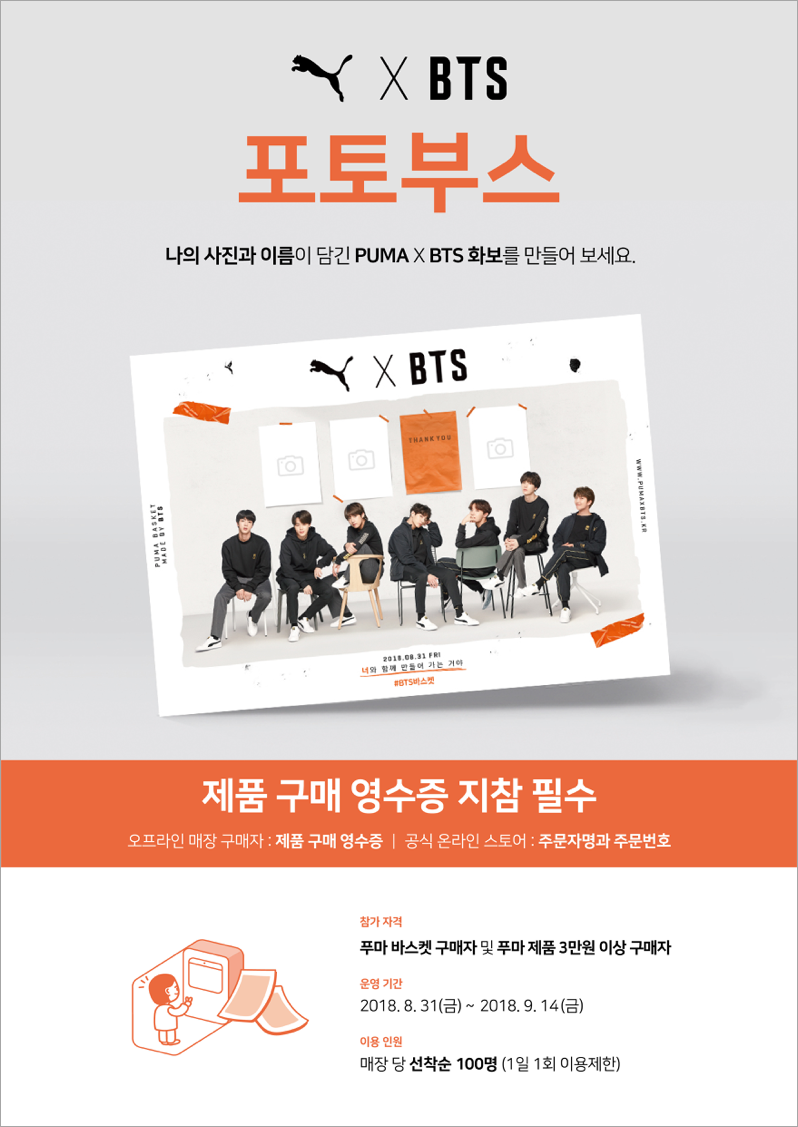 X BTS
포토부스
나의 사진과 이름이 담긴 PUMA X BTS 화보를 만들어 보세요.
X BTS
THANK YOU
PUMA BASKET
MADE BY BTS
WWW.PUMAXBTS.KR
2018.08.31 FRI
너와 함께 만들어 가는 거야
#BTS바스켓
제품 구매 영수증 지참 필수
오프라인 매장 구매자 : 제품 구매 영수증 | 공식 온라인 스토어 : 주문자명과 주문번호
참가 자격
푸마 바스켓 구매자 및 푸마 제품 3만원 이상 구매자
운영 기간
2018. 8. 31(금) ~ 2018. 9. 14(금)
이용 인원
매장 당 선착순 100명 (1일 1회 이용제한)